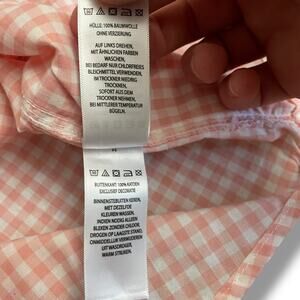 HÜLLE: 100% BAUMWOLLE
OHNE VERZIERUNG
AUF LINKS DREHEN,
MIT ÄHNLICHEN FARBEN
WASCHEN,
BEI BEDARF NUR CHLORFREIES
BLEICHMITTEL VERWENDEN,
IM TROCKNER NIEDRIG
TROCKNEN,
SOFORT AUS DEM
TROCKNER NEHMEN,
BEI MITTLERER TEMPERATUR
BÜGELN.
BUITENKANT: 100% KATOEN
EXCLUSIEF DECORATIE
BINNENSTEBUITEN KEREN,
MET DEZELFDE
KLEUREN WASSEN,
INDIEN NODIG ALLEEN
BLEKEN ZONDER CHLOOR,
DROGEN OP LAAGSTE STAND,
ONMIDDELLIJK VERWIJDEREN
UIT WASDROGER,
WARM STRIJKEN.